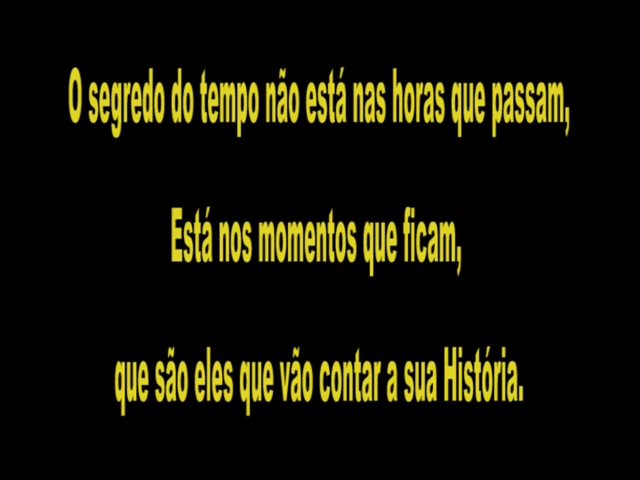 O segredo do tempo não está nas horas que passam,
Está nos momentos que ficam,
que são eles que vão contar a sua História.